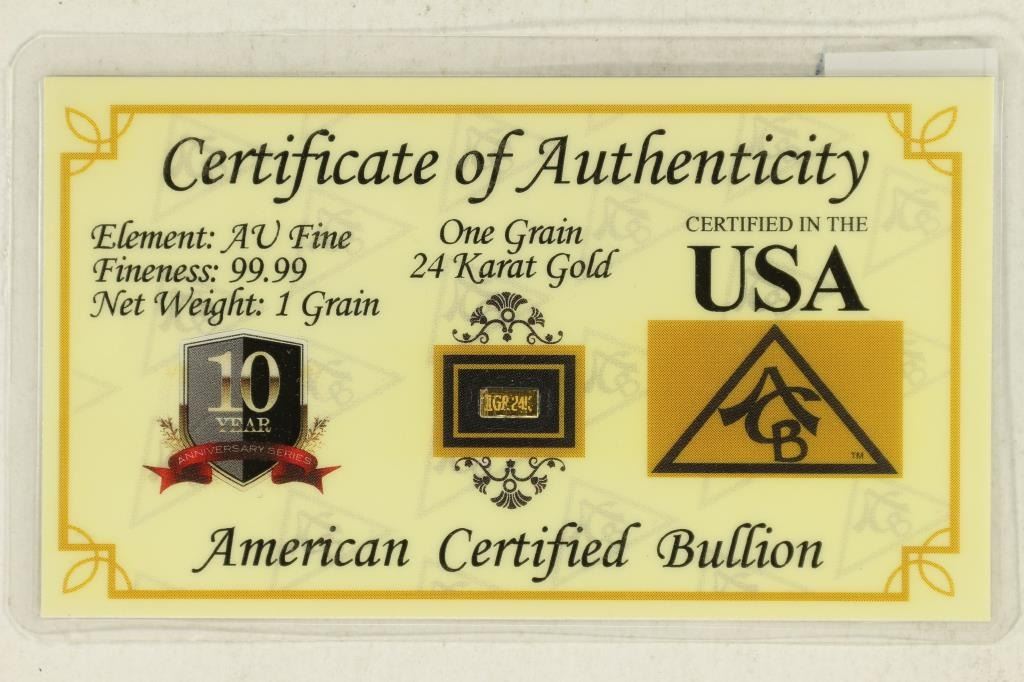 Certificate of Authenticity
Element: AU Fine
Fineness: 99.99
Net Weight: 1 Grain
One Grain
24 Karat Gold
CERTIFIED IN THE
USA
10
YEAR
ANNIVERSARY SERIES
1GR 24K
ACB
TM
American Certified Bullion